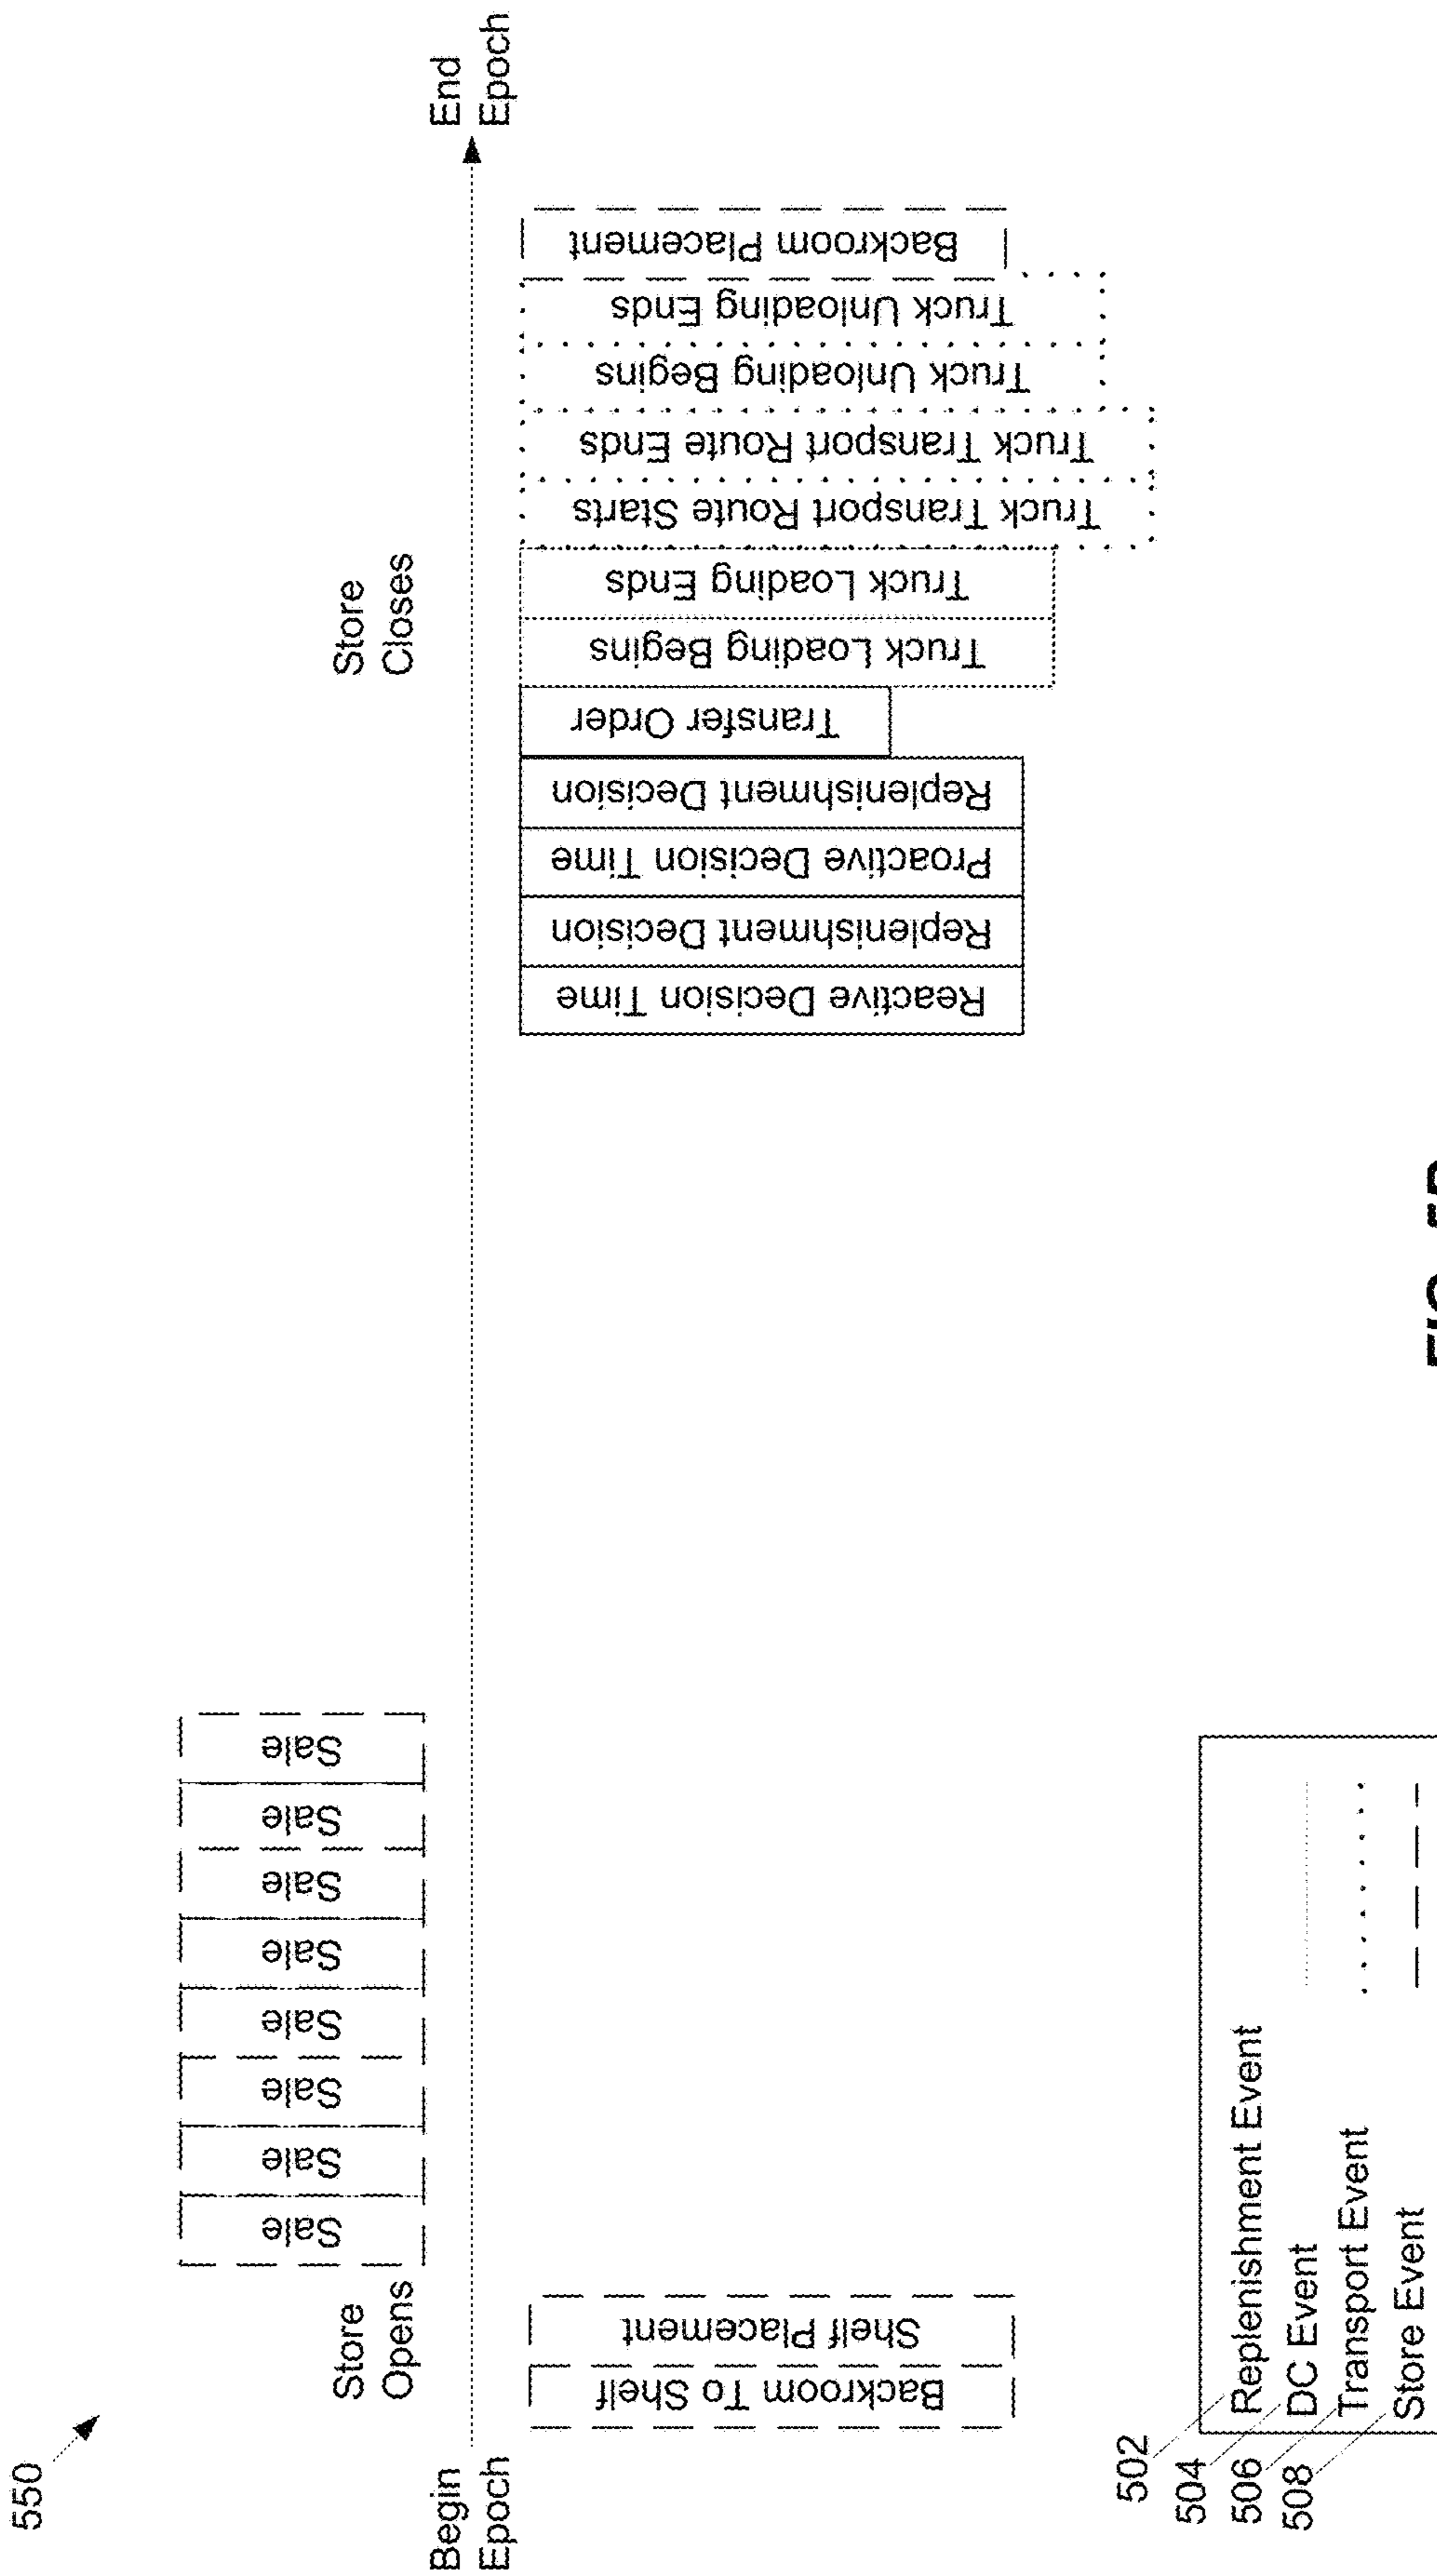 550
Store
Opens
Sale
Sale
Sale
Sale
Sale
Sale
Sale
Sale
Store
Closes
Begin
Epoch
End
Epoch
Backroom To Shelf
Shelf Placement
Reactive Decision Time
Replenishment Decision
Proactive Decision Time
Replenishment Decision
Transfer Order
Truck Loading Begins
Truck Loading Ends
Truck Transport Route Starts
Truck Transport Route Ends
Truck Unloading Begins
Truck Unloading Ends
Backroom Placement
502
Replenishment Event
504
DC Event
506
Transport Event
508
Store Event